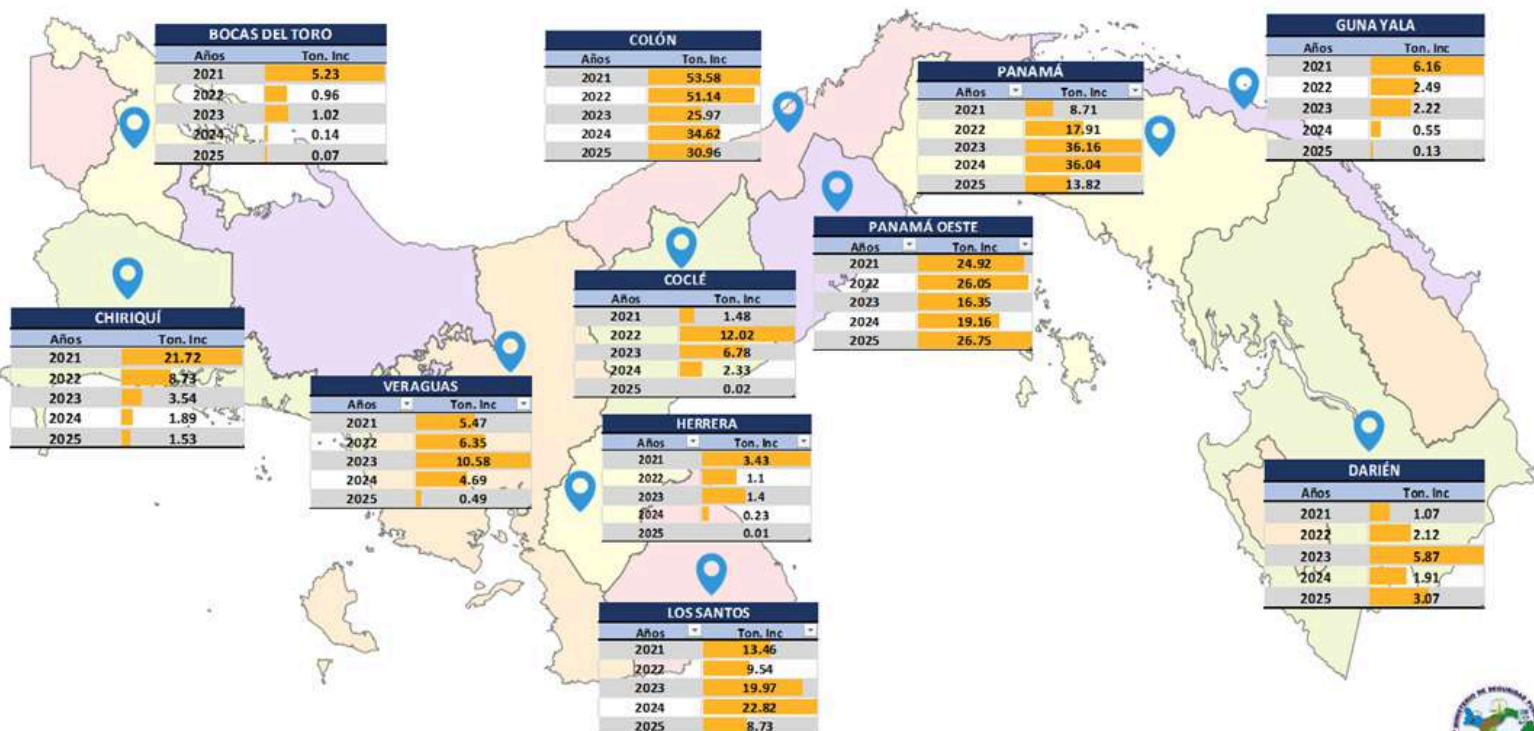 BOCAS DEL TORO
Años Ton. Inc
2021 5.23
2022 0.96
2023 1.02
2024 0.14
2025 0.07
COLÓN
Años Ton. Inc
2021 53.58
2022 51.14
2023 25.97
2024 34.62
2025 30.96
PANAMÁ
Años Ton. Inc
2021 8.71
2022 17.91
2023 36.16
2024 36.04
2025 13.82
GUNA YALA
Años Ton. Inc
2021 6.16
2022 2.49
2023 2.22
2024 0.55
2025 0.13
PANAMÁ OESTE
Años Ton. Inc
2021 24.92
2022 26.05
2023 16.35
2024 19.16
2025 26.75
COCLÉ
Años Ton. Inc
2021 1.48
2022 12.02
2023 6.78
2024 2.33
2025 0.02
CHIRIQUÍ
Años Ton. Inc
2021 21.72
2022 8.73
2023 3.54
2024 1.89
2025 1.53
VERAGUAS
Años Ton. Inc
2021 5.47
2022 6.35
2023 10.58
2024 4.69
2025 0.49
HERRERA
Años Ton. Inc
2021 3.43
2022 1.1
2023 1.4
2024 0.23
2025 0.01
DARIÉN
Años Ton. Inc
2021 1.07
2022 2.12
2023 5.87
2024 1.91
2025 3.07
LOS SANTOS
Años Ton. Inc
2021 13.46
2022 9.54
2023 19.97
2024 22.82
2025 8.73
MINISTERIO DE SEGURIDAD